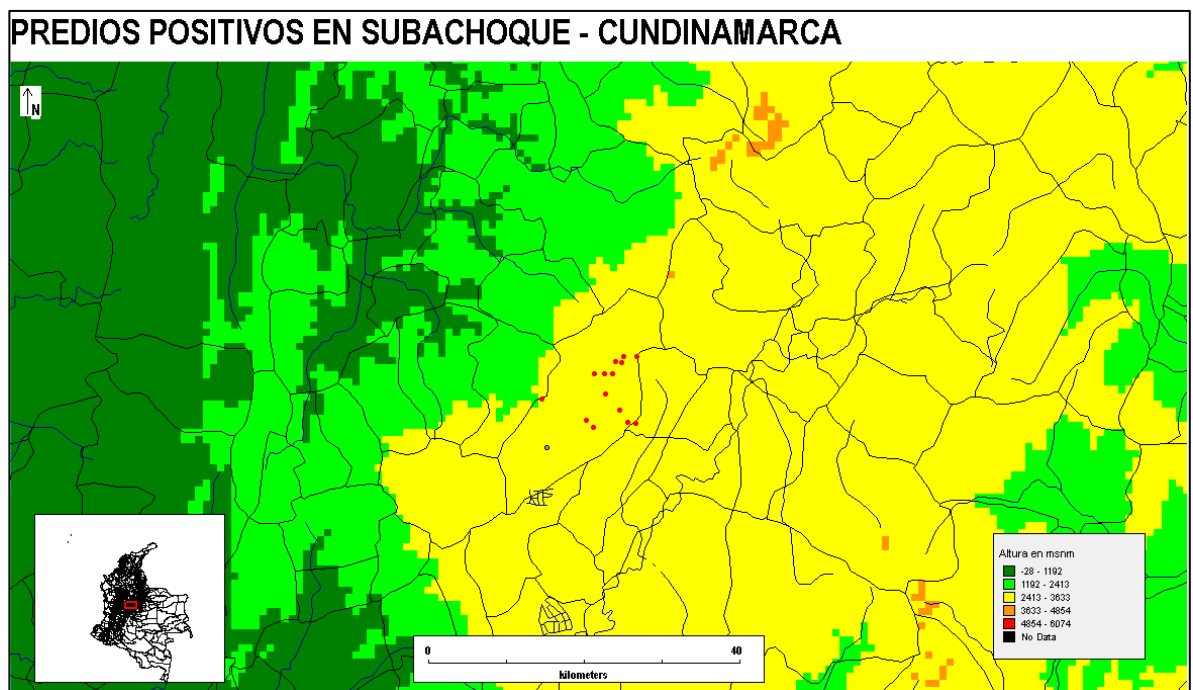 PREDIOS POSITIVOS EN SUBACHOQUE - CUNDINAMARCA
N
Altura en msnm
-28 - 1192
1192 - 2413
2413 - 3633
3633 - 4854
4854 - 6074
No Data
0 40
kilometers